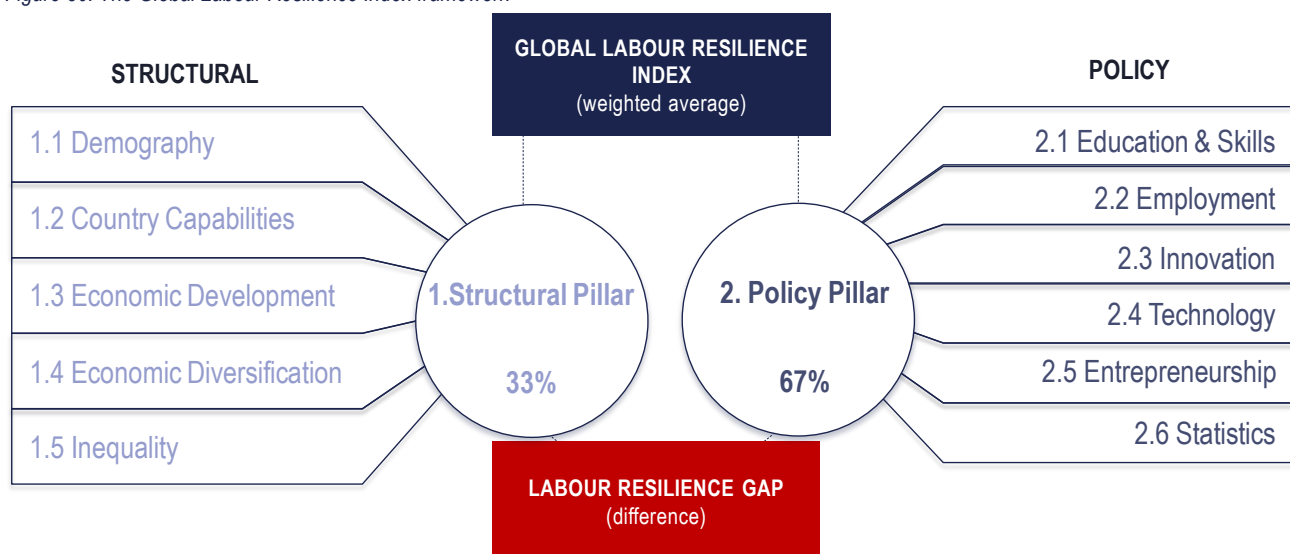 GLOBAL LABOUR RESILIENCE
INDEX
(weighted average)
STRUCTURAL
POLICY
1.1 Demography
1.2 Country Capabilities
1.3 Economic Development
1.4 Economic Diversification
1.5 Inequality
1.Structural Pillar
33%
2. Policy Pillar
67%
2.1 Education & Skills
2.2 Employment
2.3 Innovation
2.4 Technology
2.5 Entrepreneurship
2.6 Statistics
LABOUR RESILIENCE GAP
(difference)